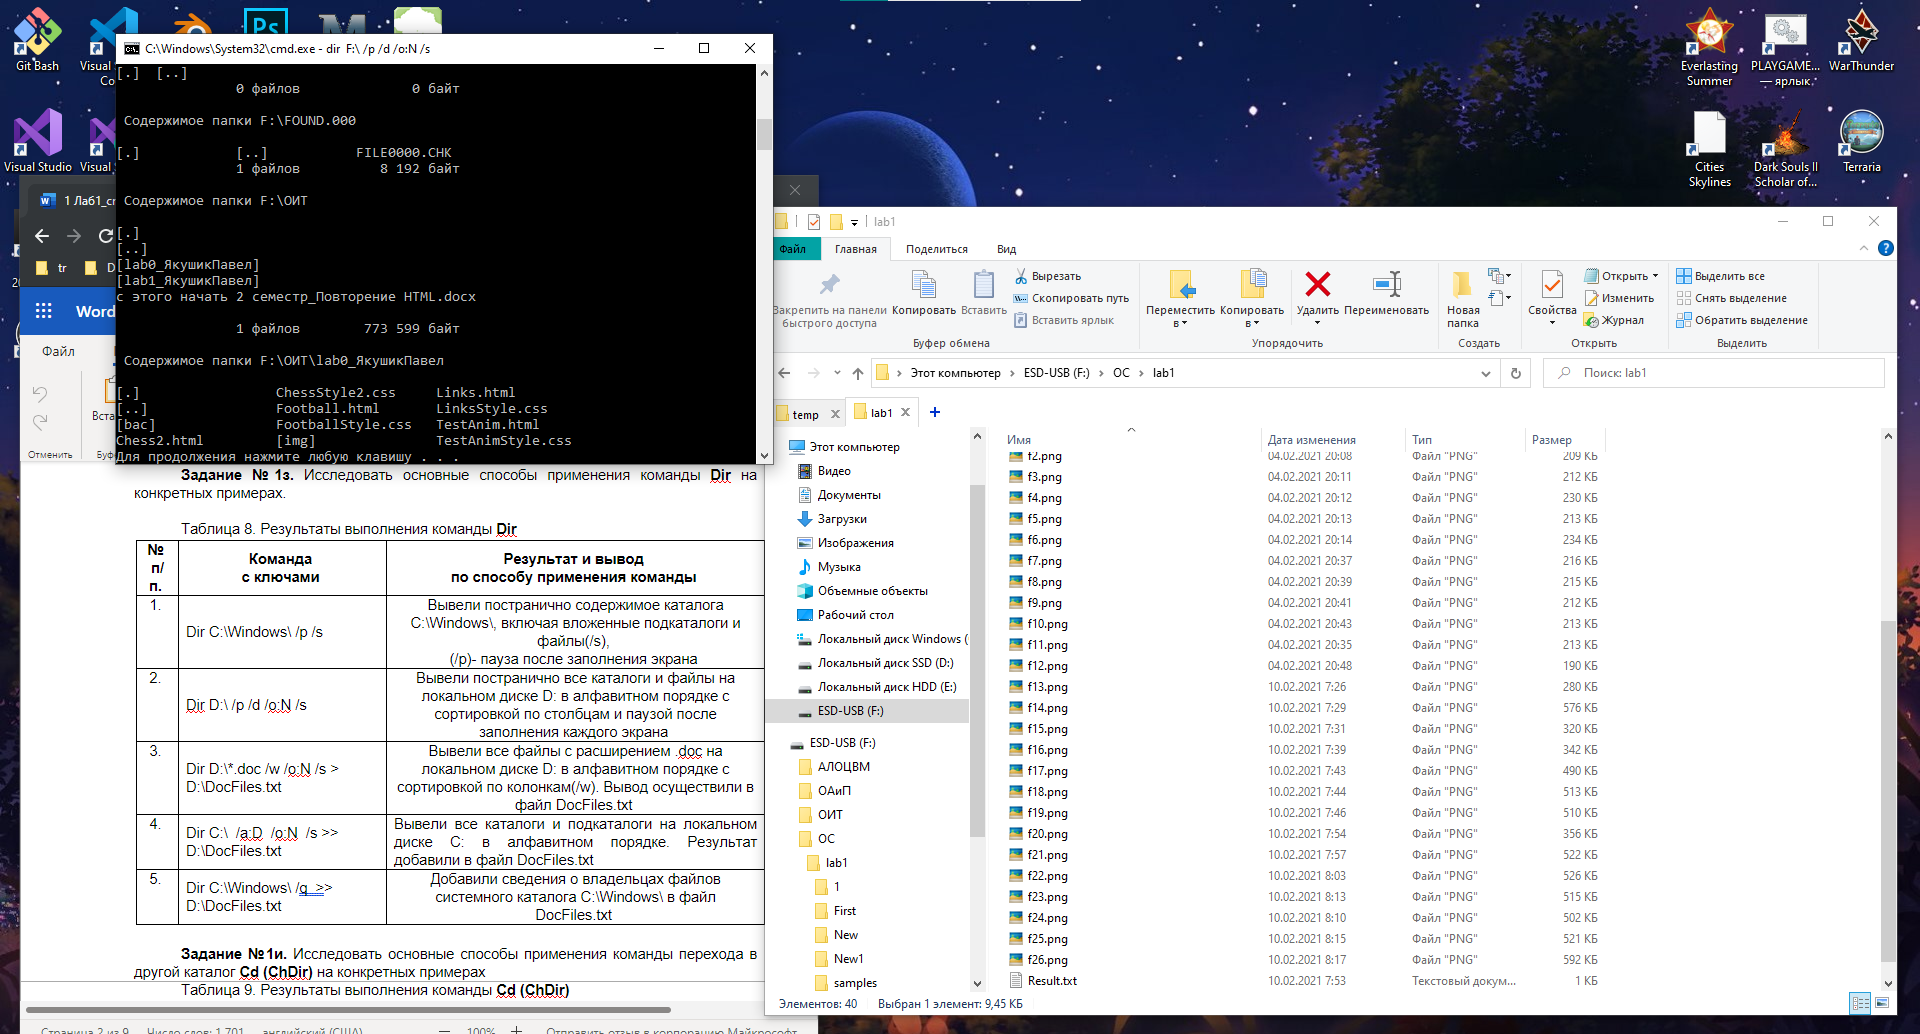 Git Bash
Visual
Co
Ps
Visual Studio
Visual
Everlasting
Summer
PLAYGAME...
— ярлык.
WarThunder
Cities
Skylines
Dark Souls II
Scholar of...
Terraria
C:\Windows\System32\cmd.exe - dir F:\ /p /d /o:N /s
[.]  [..]
0 файлов 0 байт
Содержимое папки F:\FOUND.000
[.] [..] FILE0000.CHK
1 файлов 8 192 байт
Содержимое папки F:\ОИТ
[.]
[..]
[lab0_ЯкушикПавел]
[lab1_ЯкушикПавел]
с этого начать 2 семестр_Повторение HTML.docx
1 файлов 773 599 байт
Содержимое папки F:\ОИТ\lab0_ЯкушикПавел
[.] ChessStyle2.css Links.html
[..] Football.html LinksStyle.css
[bac] FootballStyle.css TestAnim.html
Chess2.html [img] TestAnimStyle.css
Для продолжения нажмите любую клавишу . . .
1 Лаб1_cm
tr
D
Word
Файл
Вста
Отменить
Буф
Задание № 1з. Исследовать основные способы применения команды Dir на
конкретных примерах.
Таблица 8. Результаты выполнения команды Dir
№ п/ п.
Команда с ключами
Результат и вывод по способу применения команды
1.
Dir C:\Windows\ /p /s
Вывели постранично содержимое каталога
C:\Windows\, включая вложенные подкаталоги и
файлы(/s),
(/p)- пауза после заполнения экрана
2.
Dir D:\ /p /d /o:N /s
Вывели постранично все каталоги и файлы на
локальном диске D: в алфавитном порядке с
сортировкой по столбцам и паузой после
заполнения каждого экрана
3.
Dir D:\*.doc /w /o:N /s >
D:\DocFiles.txt
Вывели все файлы с расширением .doc на
локальном диске D: в алфавитном порядке с
сортировкой по колонкам(/w). Вывод осуществили в
файл DocFiles.txt
4.
Dir C:\ /a:D /o:N /s >>
D:\DocFiles.txt
Вывели все каталоги и подкаталоги на локальном
диске C: в алфавитном порядке. Результат
добавили в файл DocFiles.txt
5.
Dir C:\Windows\ /q >>
D:\DocFiles.txt
Добавили сведения о владельцах файлов
системного каталога C:\Windows\ в файл
DocFiles.txt
Задание №1и. Исследовать основные способы применения команды перехода в
другой каталог Cd (ChDir) на конкретных примерах
Таблица 9. Результаты выполнения команды Cd (ChDir)
Страница 2 из 9 Число слов: 1 701 английский (США) 100% Отправить отзыв в корпорацию Майкрософт
lab1
Файл Главная Поделиться Вид
Закрепить на панели
быстрого доступа
Копировать
Вставить
Вырезать
Скопировать путь
Вставить ярлык
Буфер обмена
Переместить
в
Копировать
в
Удалить
Переименовать
Упорядочить
Новая
папка
Создать
Свойства
Открыть
Изменить
Журнал
Открыть
Выделить все
Снять выделение
Обратить выделение
Выделить
Этот компьютер > ESD-USB (F:) > ОС > lab1
Поиск: lab1
temp
lab1
Этот компьютер
Видео
Документы
Загрузки
Изображения
Музыка
Объемные объекты
Рабочий стол
Локальный диск Windows (
Локальный диск SSD (D:)
Локальный диск HDD (E:)
ESD-USB (F:)
ESD-USB (F:)
АЛОЦВМ
ОАиП
ОИТ
ОС
lab1
1
First
New
New1
samples
Имя Дата изменения Тип Размер
f2.png 04.02.2021 20:08 Файл "PNG" 209 КБ
f3.png 04.02.2021 20:11 Файл "PNG" 212 КБ
f4.png 04.02.2021 20:12 Файл "PNG" 230 КБ
f5.png 04.02.2021 20:13 Файл "PNG" 213 КБ
f6.png 04.02.2021 20:14 Файл "PNG" 234 КБ
f7.png 04.02.2021 20:37 Файл "PNG" 216 КБ
f8.png 04.02.2021 20:39 Файл "PNG" 215 КБ
f9.png 04.02.2021 20:41 Файл "PNG" 212 КБ
f10.png 04.02.2021 20:43 Файл "PNG" 213 КБ
f11.png 04.02.2021 20:35 Файл "PNG" 213 КБ
f12.png 04.02.2021 20:48 Файл "PNG" 190 КБ
f13.png 10.02.2021 7:26 Файл "PNG" 280 КБ
f14.png 10.02.2021 7:29 Файл "PNG" 576 КБ
f15.png 10.02.2021 7:31 Файл "PNG" 320 КБ
f16.png 10.02.2021 7:39 Файл "PNG" 342 КБ
f17.png 10.02.2021 7:43 Файл "PNG" 490 КБ
f18.png 10.02.2021 7:44 Файл "PNG" 513 КБ
f19.png 10.02.2021 7:46 Файл "PNG" 510 КБ
f20.png 10.02.2021 7:54 Файл "PNG" 356 КБ
f21.png 10.02.2021 7:57 Файл "PNG" 522 КБ
f22.png 10.02.2021 8:03 Файл "PNG" 526 КБ
f23.png 10.02.2021 8:13 Файл "PNG" 515 КБ
f24.png 10.02.2021 8:10 Файл "PNG" 502 КБ
f25.png 10.02.2021 8:15 Файл "PNG" 521 КБ
f26.png 10.02.2021 8:17 Файл "PNG" 592 КБ
Result.txt 10.02.2021 7:53 Текстовый докум... 1 КБ
Элементов: 40 Выбран 1 элемент: 9,45 КБ